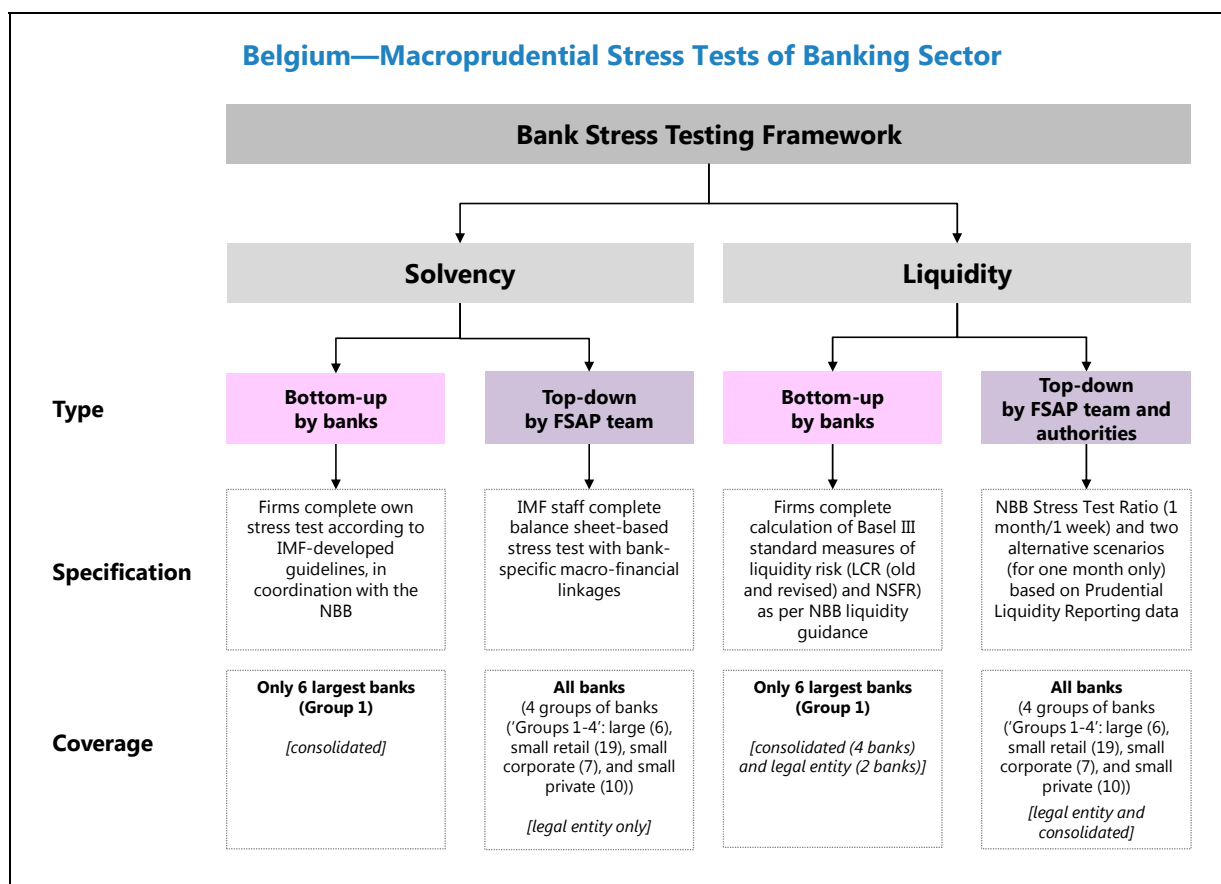 Belgium—Macroprudential Stress Tests of Banking Sector
Bank Stress Testing Framework
Solvency
Liquidity
Type
Bottom-up
by banks
Top-down
by FSAP team
Bottom-up
by banks
Top-down
by FSAP team and
authorities
Specification
Firms complete own
stress test according to
IMF-developed
guidelines, in
coordination with the
NBB
IMF staff complete
balance sheet-based
stress test with bank-
specific macro-financial
linkages
Firms complete
calculation of Basel III
standard measures of
liquidity risk (LCR (old
and revised) and NSFR)
as per NBB liquidity
guidance
NBB Stress Test Ratio (1
month/1 week) and two
alternative scenarios
(for one month only)
based on Prudential
Liquidity Reporting data
Coverage
Only 6 largest banks
(Group 1)
[consolidated]
All banks
(4 groups of banks
('Groups 1-4': large (6),
small retail (19), small
corporate (7), and small
private (10))
[legal entity only]
Only 6 largest banks
(Group 1)
[consolidated (4 banks)
and legal entity (2 banks)]
All banks
(4 groups of banks
('Groups 1-4': large (6),
small retail (19), small
corporate (7), and small
private (10))
[legal entity and
consolidated]